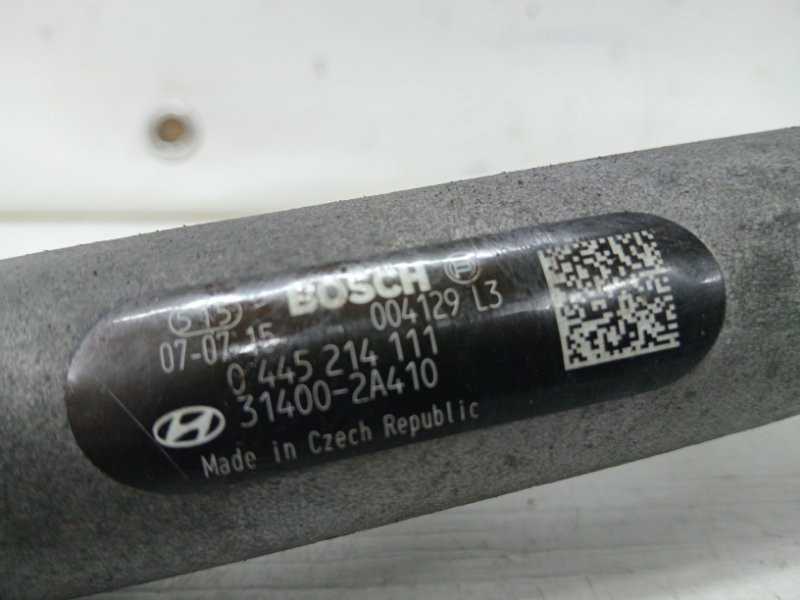 BOSCH
004129 L3
07-07-15
0 445 214 111
31400-2A410
Made in Czech Republic